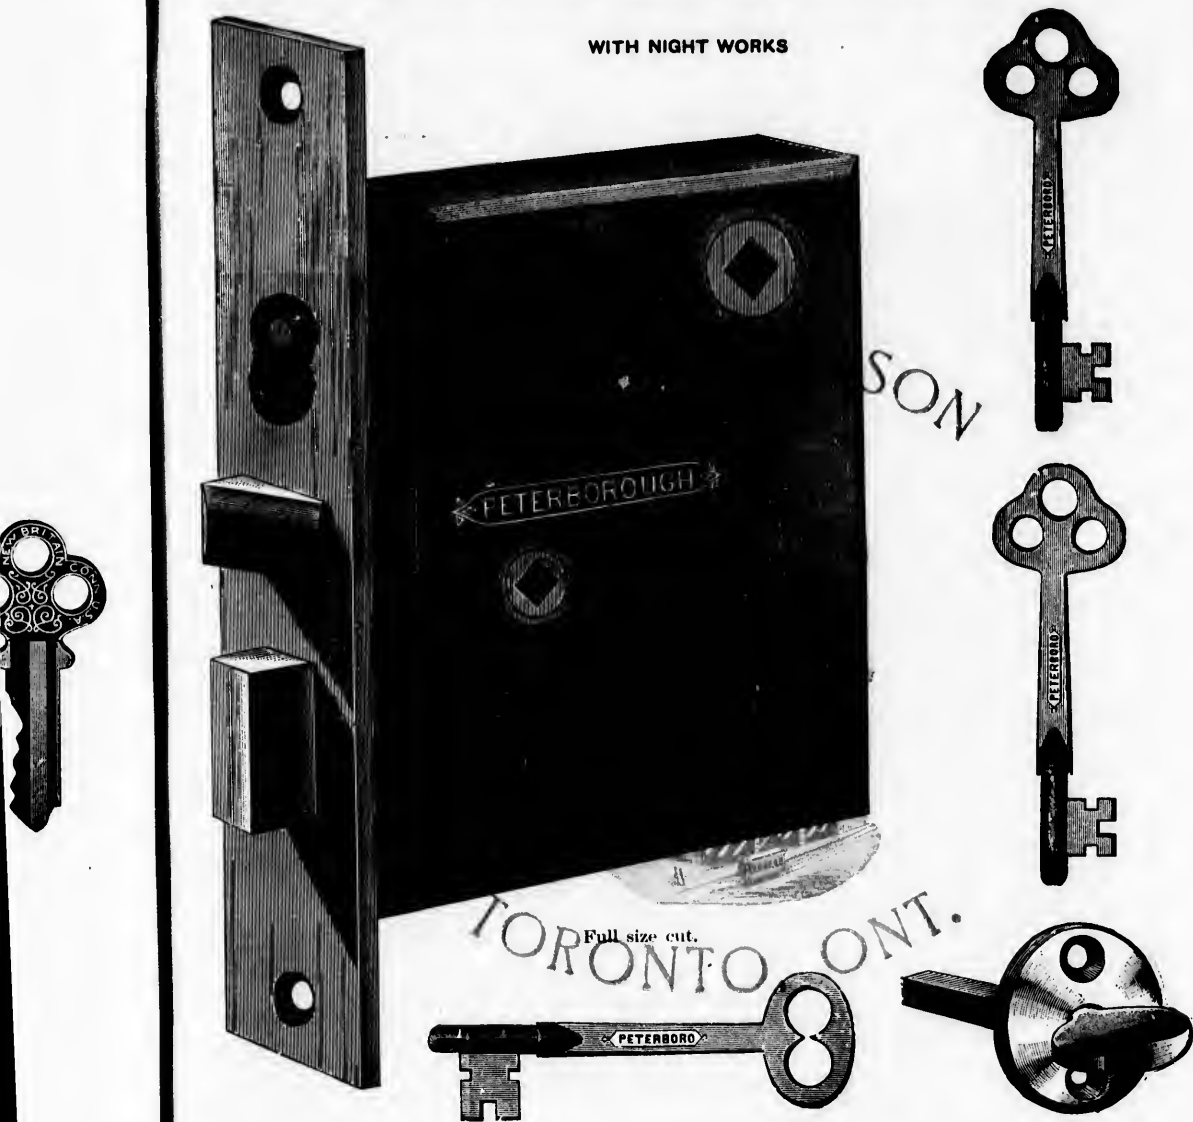 WITH NIGHT WORKS
PETERBORO
SON
PETERBOROUGH
NEW BRITAIN CONN. U.S.A.
PETERBORO
Full size cut.
TORONTO ONT.
PETERBORO